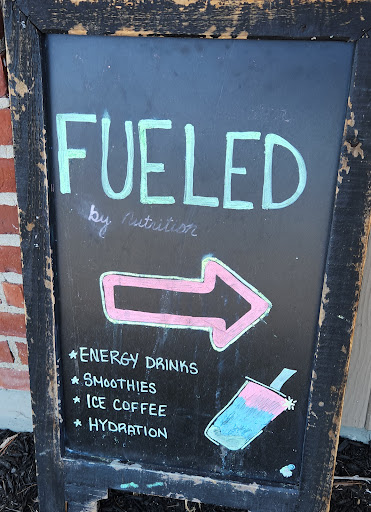 FUELED
by nutrition
* ENERGY DRINKS
* SMOOTHIES
* ICE COFFEE
* HYDRATION